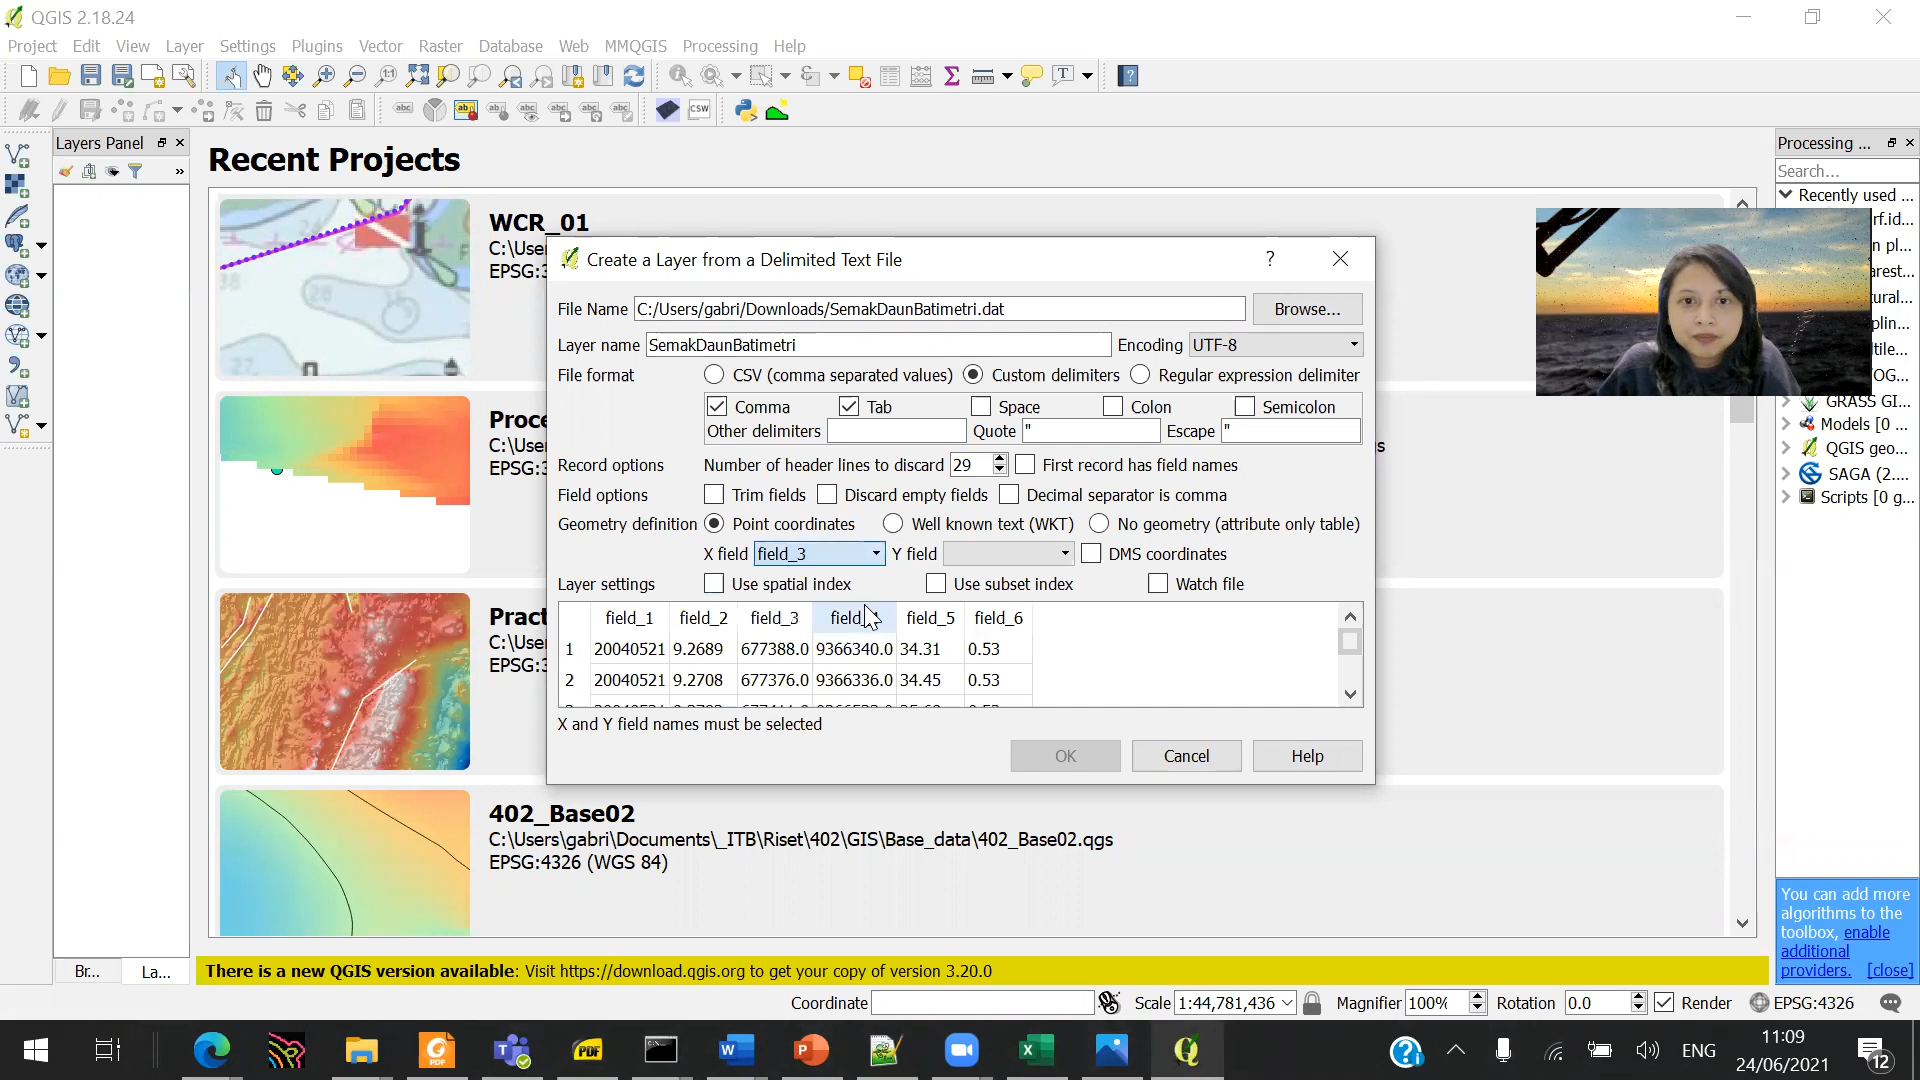 QGIS 2.18.24
Project Edit View Layer Settings Plugins Vector Raster Database Web MMQGIS Processing Help
Layers Panel
Recent Projects
WCR_01
C:\User
EPSG:3
Proce
C:\User
EPSG:3
Pract
C:\User
EPSG:3
402_Base02
C:\Users\gabri\Documents\_ITB\Riset\402\GIS\Base_data\402_Base02.qgs
EPSG:4326 (WGS 84)
Create a Layer from a Delimited Text File
File Name C:/Users/gabri/Downloads/SemakDaunBatimetri.dat Browse...
Layer name SemakDaunBatimetri Encoding UTF-8
File format CSV (comma separated values) Custom delimiters Regular expression delimiter
Comma Tab Space Colon Semicolon
Other delimiters Quote " Escape "
Record options Number of header lines to discard 29 First record has field names
Field options Trim fields Discard empty fields Decimal separator is comma
Geometry definition Point coordinates Well known text (WKT) No geometry (attribute only table)
X field field_3 Y field DMS coordinates
Layer settings Use spatial index Use subset index Watch file
field_1 field_2 field_3 field_ field_5 field_6
1 20040521 9.2689 677388.0 9366340.0 34.31 0.53
2 20040521 9.2708 677376.0 9366336.0 34.45 0.53
X and Y field names must be selected
OK Cancel Help
Processing ...
Search...
Recently used ...
GRASS GI...
Models [0 ...
QGIS geo...
SAGA (2....
Scripts [0 g...
You can add more
algorithms to the
toolbox, enable
additional
providers. [close]
Br... La...
There is a new QGIS version available: Visit https://download.qgis.org to get your copy of version 3.20.0
Coordinate Scale 1:44,781,436 Magnifier 100% Rotation 0.0 Render EPSG:4326
ENG
11:09
24/06/2021
12